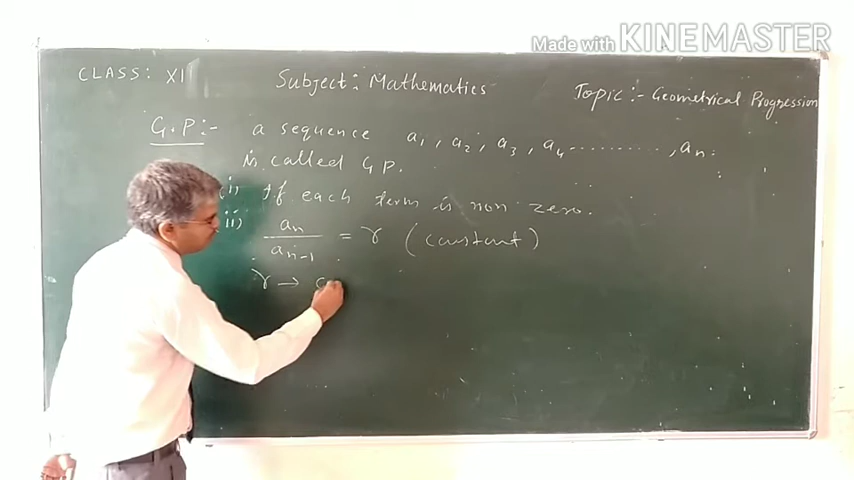 Made with KINEMASTER
CLASS: XI Subject: Mathematics Topic:- Geometrical Progression
G.P:- a sequence a1, a2, a3, a4 .........., an.
is called GP.
(i) If each term is non zero.
ii) an/an-1 = r (constant)
r →